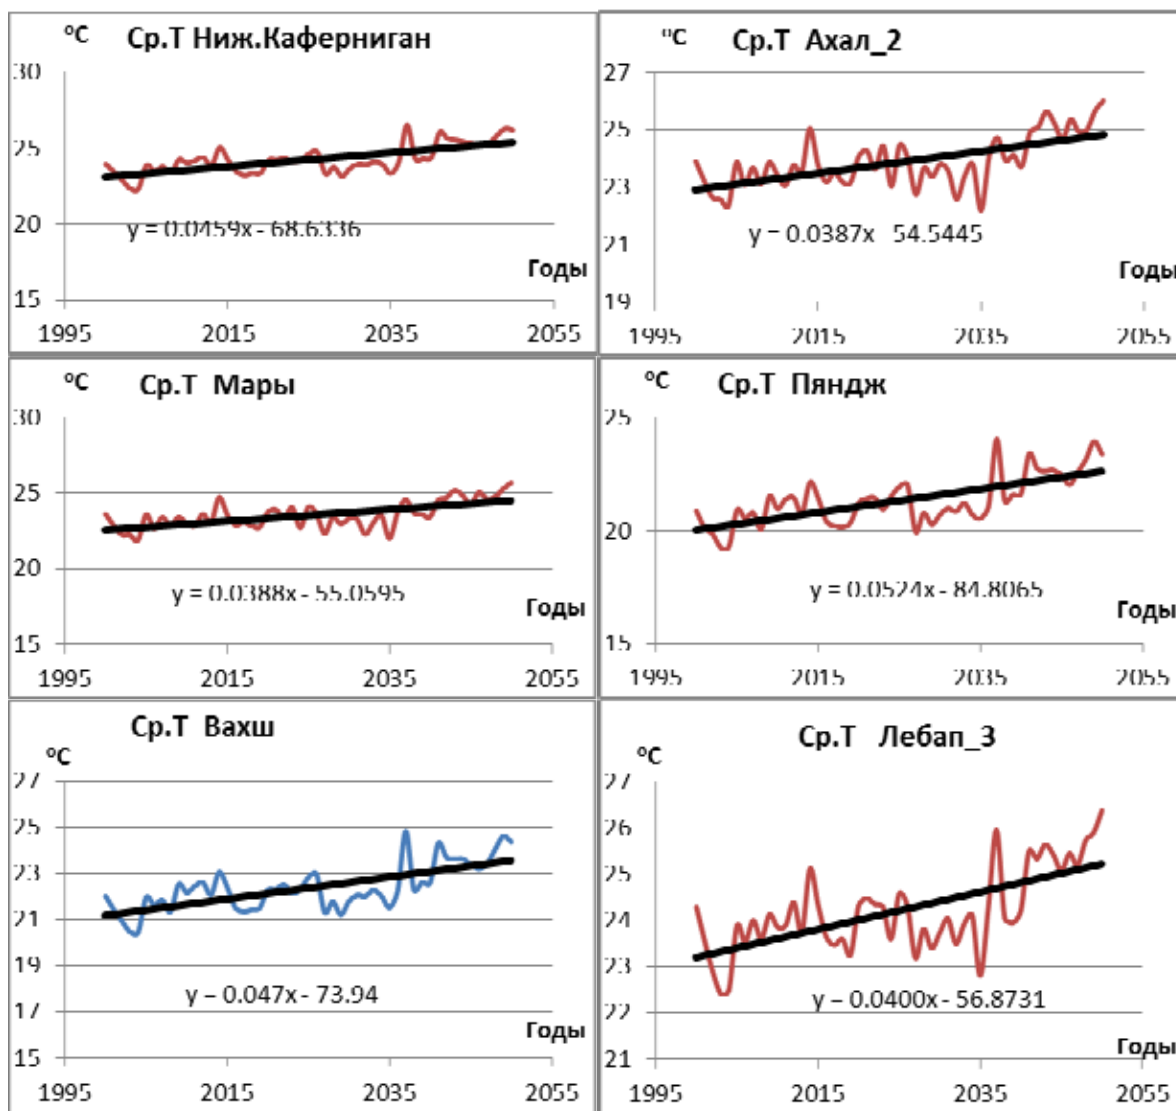 °C Ср.Т Ниж.Каферниган
30
25
20
y = 0.0459x - 68.6336
Годы
15
1995 2015 2035 2055
°C Ср.Т Ахал_2
27
25
23
y = 0.0387x 54.5445
21
Годы
19
1995 2015 2035 2055
°C Ср.Т Мары
30
25
20
y = 0.0388x - 55.0595
Годы
15
1995 2015 2035 2055
°C Ср.Т Пяндж
25
20
y = 0.0524x - 84.8065
Годы
15
1995 2015 2035 2055
Ср.Т Вахш
°C
27
25
23
21
19
y = 0.047x - 73.94
17
Годы
15
1995 2015 2035 2055
Ср.Т Лебап_3
°C
27
26
25
24
23
y = 0.0400x - 56.8731
22
Годы
21
1995 2015 2035 2055